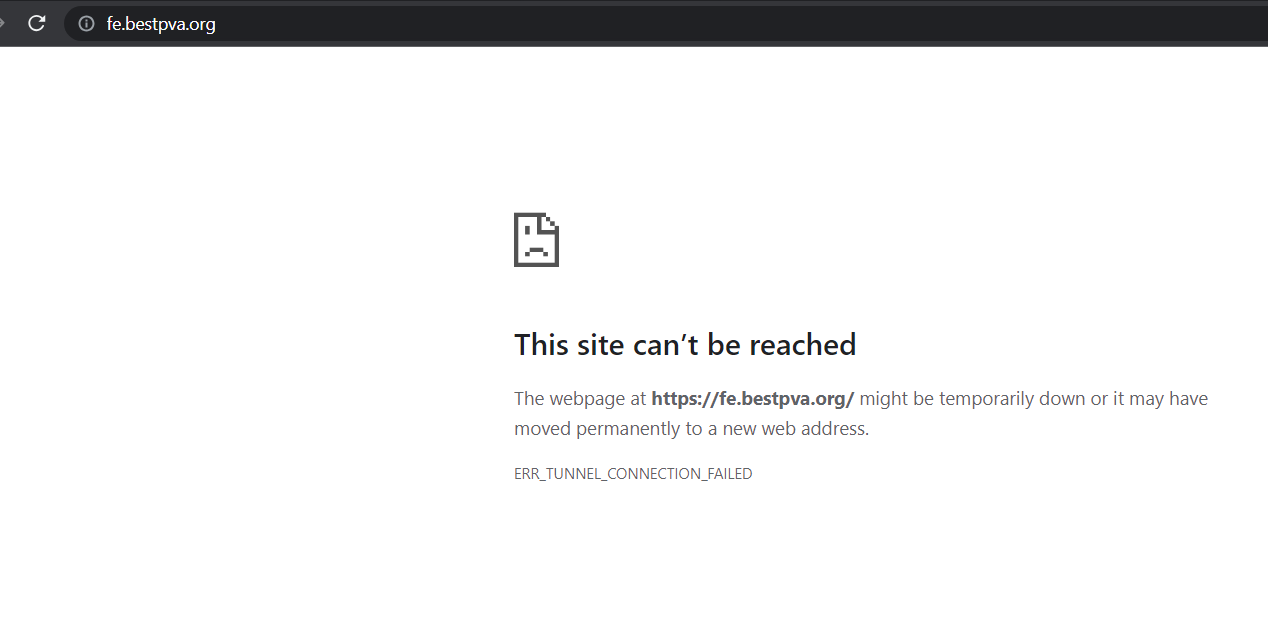 fe.bestpva.org
This site can’t be reached
The webpage at https://fe.bestpva.org/ might be temporarily down or it may have
moved permanently to a new web address.
ERR_TUNNEL_CONNECTION_FAILED